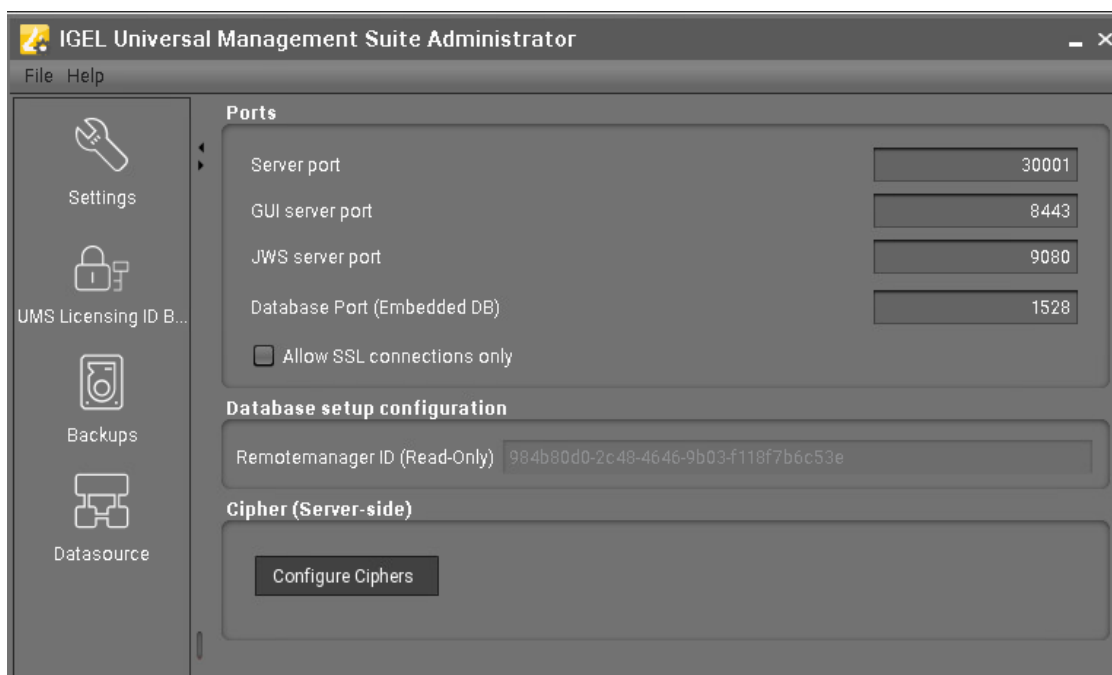 IGEL Universal Management Suite Administrator
File Help
Settings
UMS Licensing ID B...
Backups
Datasource
Ports
Server port 30001
GUI server port 8443
JWS server port 9080
Database Port (Embedded DB) 1528
Allow SSL connections only
Database setup configuration
Remotemanager ID (Read-Only) 984b80d0-2c48-4646-9b03-f118f7b6c53e
Cipher (Server-side)
Configure Ciphers